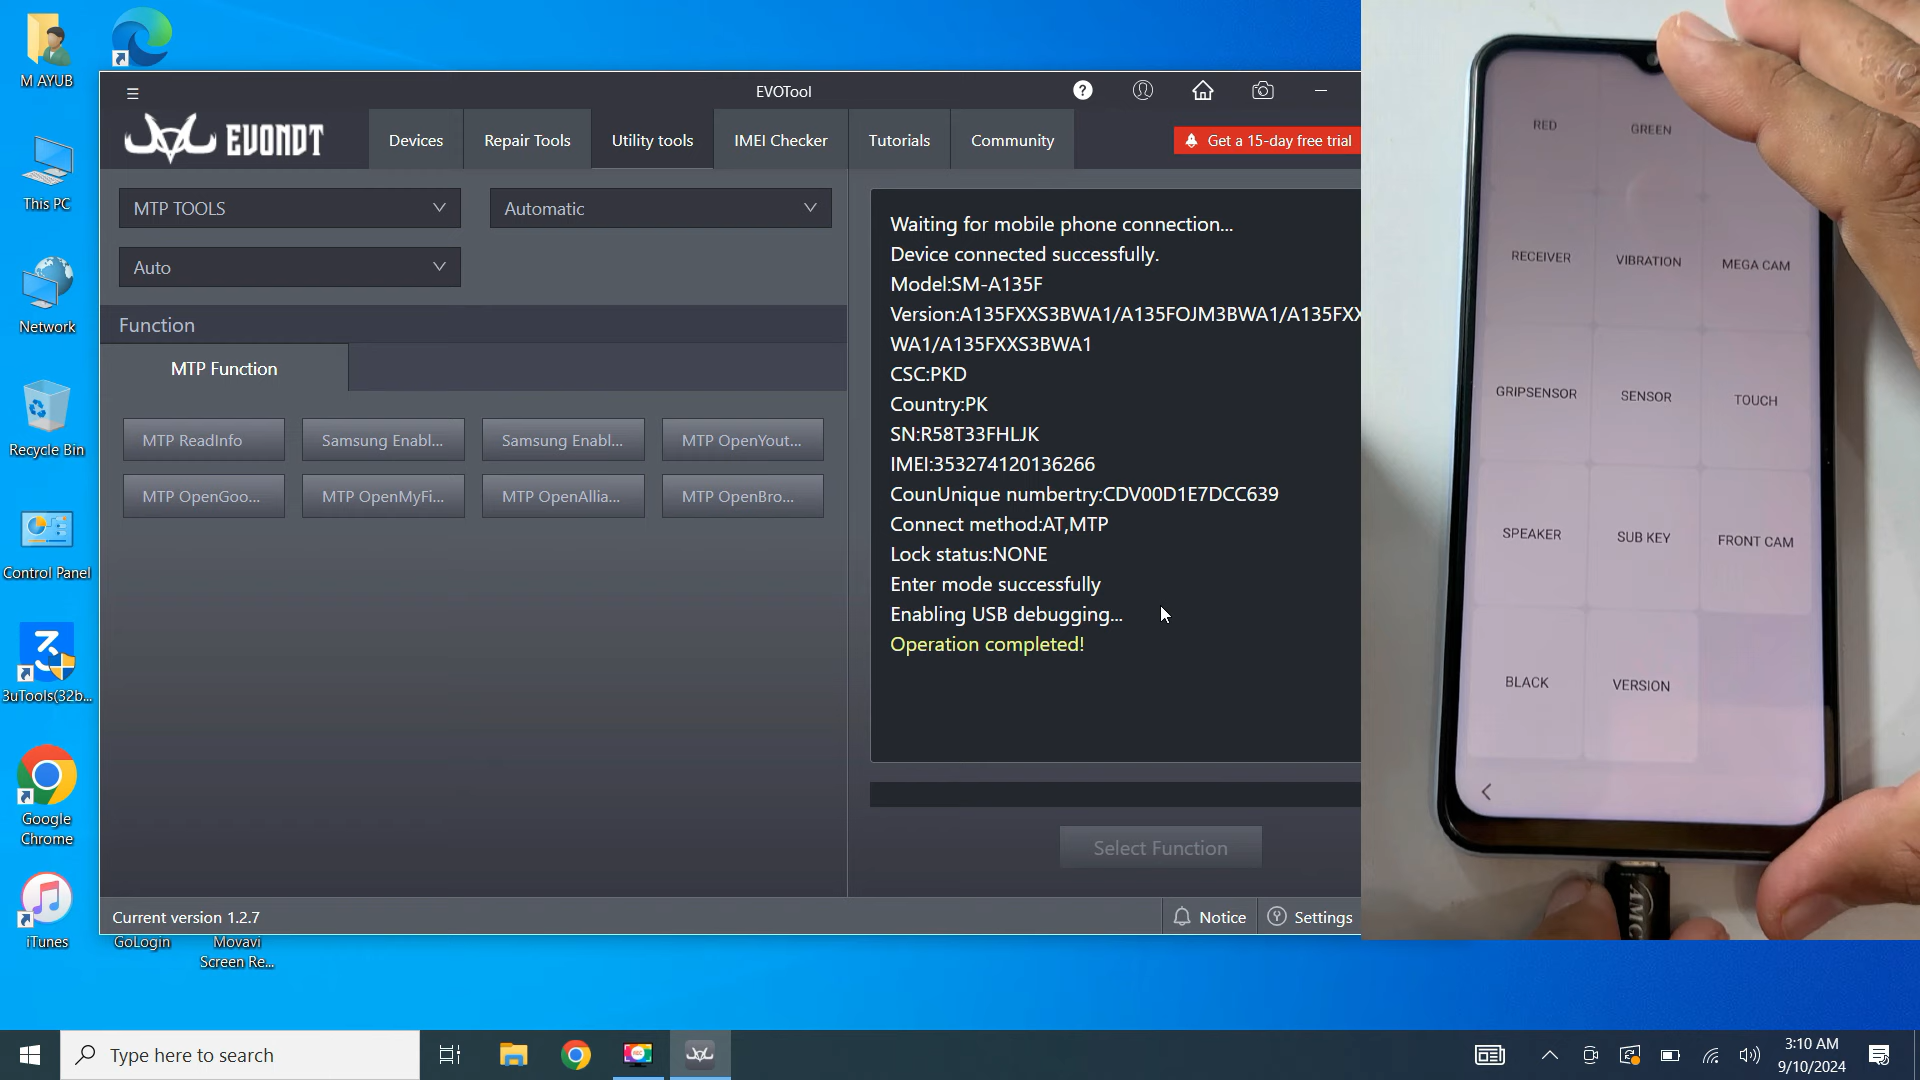 M AYUB
This PC
Network
Recycle Bin
Control Panel
3uTools(32b...
Google
Chrome
iTunes
GoLogin
Movavi
Screen Re...
EVOTool
EVONDT
Devices
Repair Tools
Utility tools
IMEI Checker
Tutorials
Community
Get a 15-day free trial
MTP TOOLS
Automatic
Auto
Function
MTP Function
MTP ReadInfo
Samsung Enabl...
Samsung Enabl...
MTP OpenYout...
MTP OpenGoo...
MTP OpenMyFi...
MTP OpenAllia...
MTP OpenBro...
Waiting for mobile phone connection...
Device connected successfully.
Model:SM-A135F
Version:A135FXXS3BWA1/A135FOJM3BWA1/A135FXX
WA1/A135FXXS3BWA1
CSC:PKD
Country:PK
SN:R58T33FHLJK
IMEI:353274120136266
CounUnique numbertry:CDV00D1E7DCC639
Connect method:AT,MTP
Lock status:NONE
Enter mode successfully
Enabling USB debugging...
Operation completed!
Select Function
Current version 1.2.7
Notice
Settings
RED
GREEN
RECEIVER
VIBRATION
MEGA CAM
GRIPSENSOR
SENSOR
TOUCH
SPEAKER
SUB KEY
FRONT CAM
BLACK
VERSION
Type here to search
3:10 AM
9/10/2024